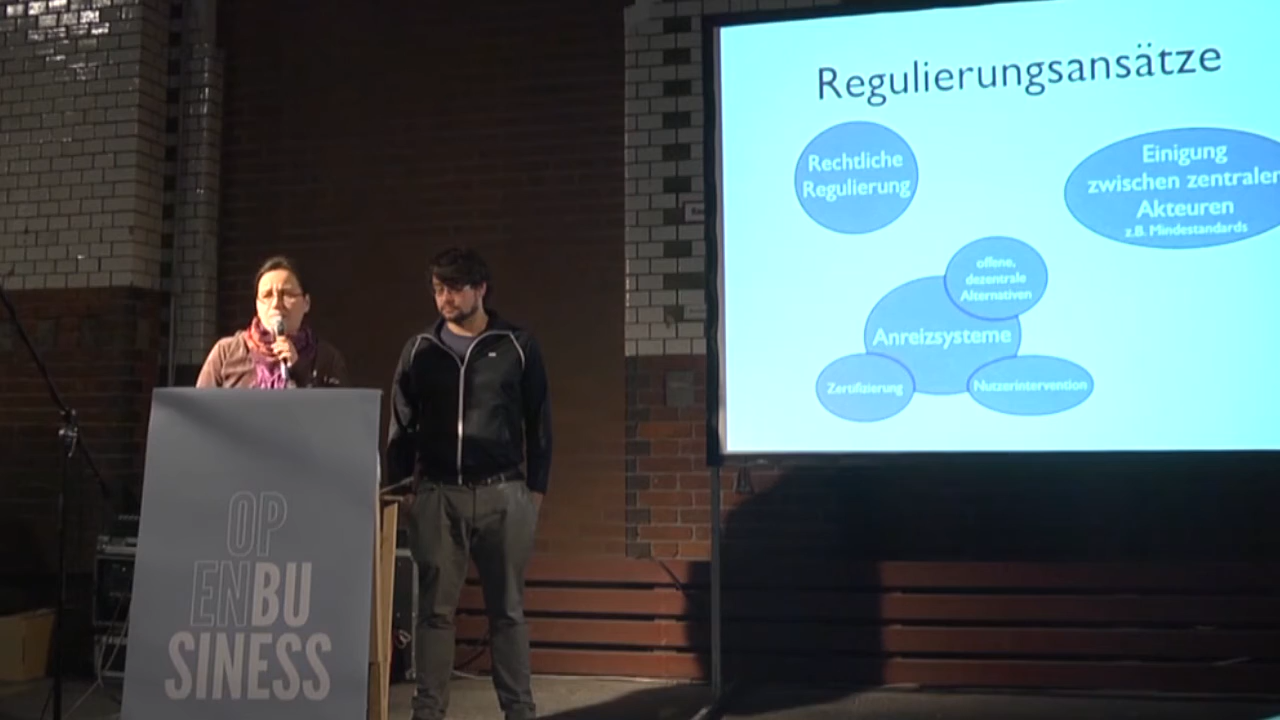 Regulierungsansätze
Rechtliche
Regulierung
Einigung
zwischen zentralen
Akteuren
z.B. Mindestandards
offene,
dezentrale
Alternativen
Anreizsysteme
Zertifizierung
Nutzerintervention
OP
ENBU
SINESS